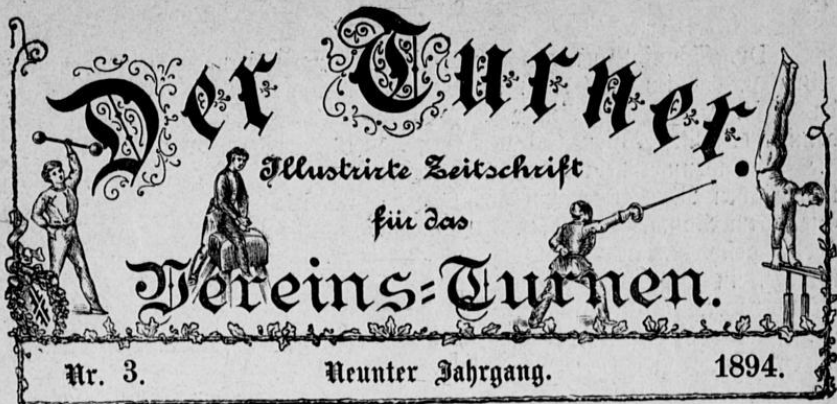 Der Turner.
Illustrirte Zeitschrift
für das
Vereins=Turnen.
Nr. 3. Neunter Jahrgang. 1894.